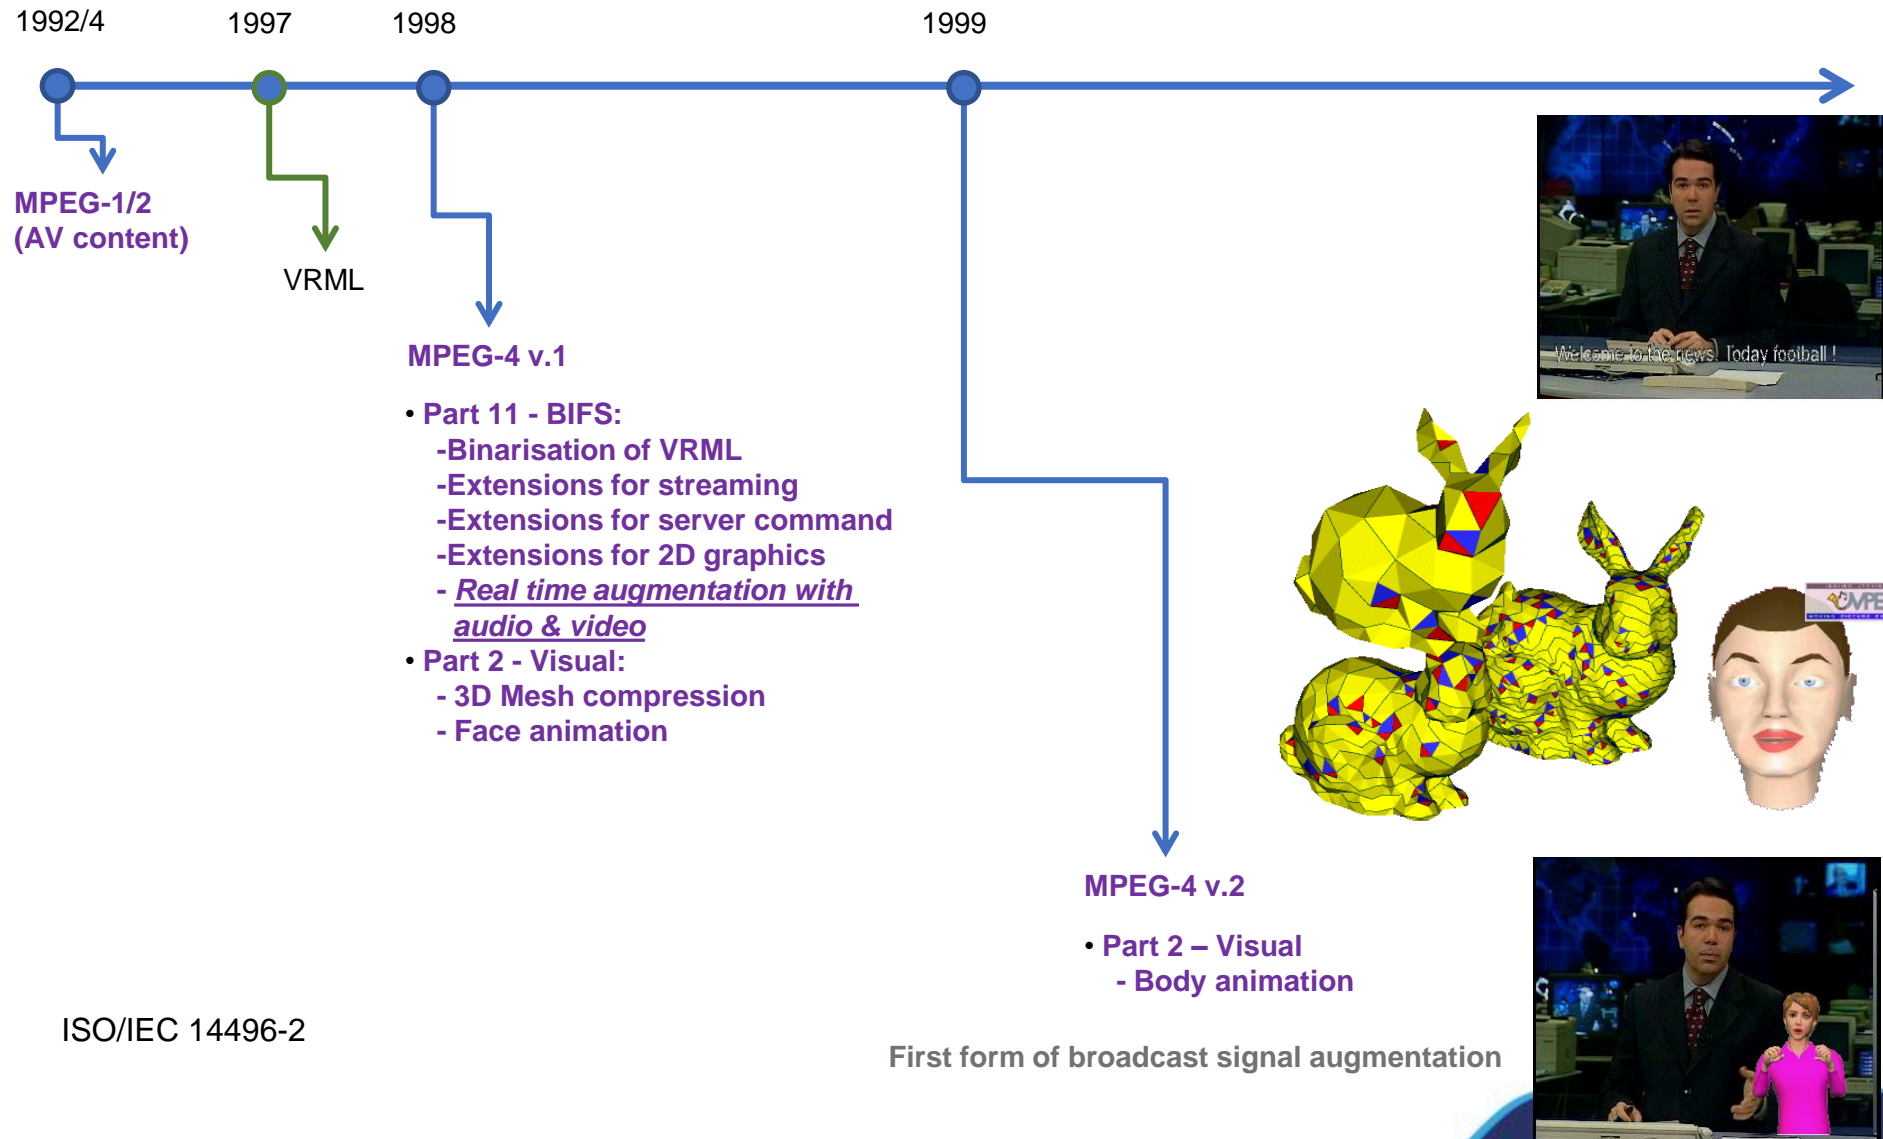 1992/4
1997
1998
1999
MPEG-1/2
(AV content)
VRML
MPEG-4 v.1
• Part 11 - BIFS:
-Binarisation of VRML
-Extensions for streaming
-Extensions for server command
-Extensions for 2D graphics
- Real time augmentation with
audio & video
• Part 2 - Visual:
- 3D Mesh compression
- Face animation
Welcome to the news! Today football !
MPE
MOVING PICTURE
MPEG-4 v.2
• Part 2 – Visual
- Body animation
ISO/IEC 14496-2
First form of broadcast signal augmentation